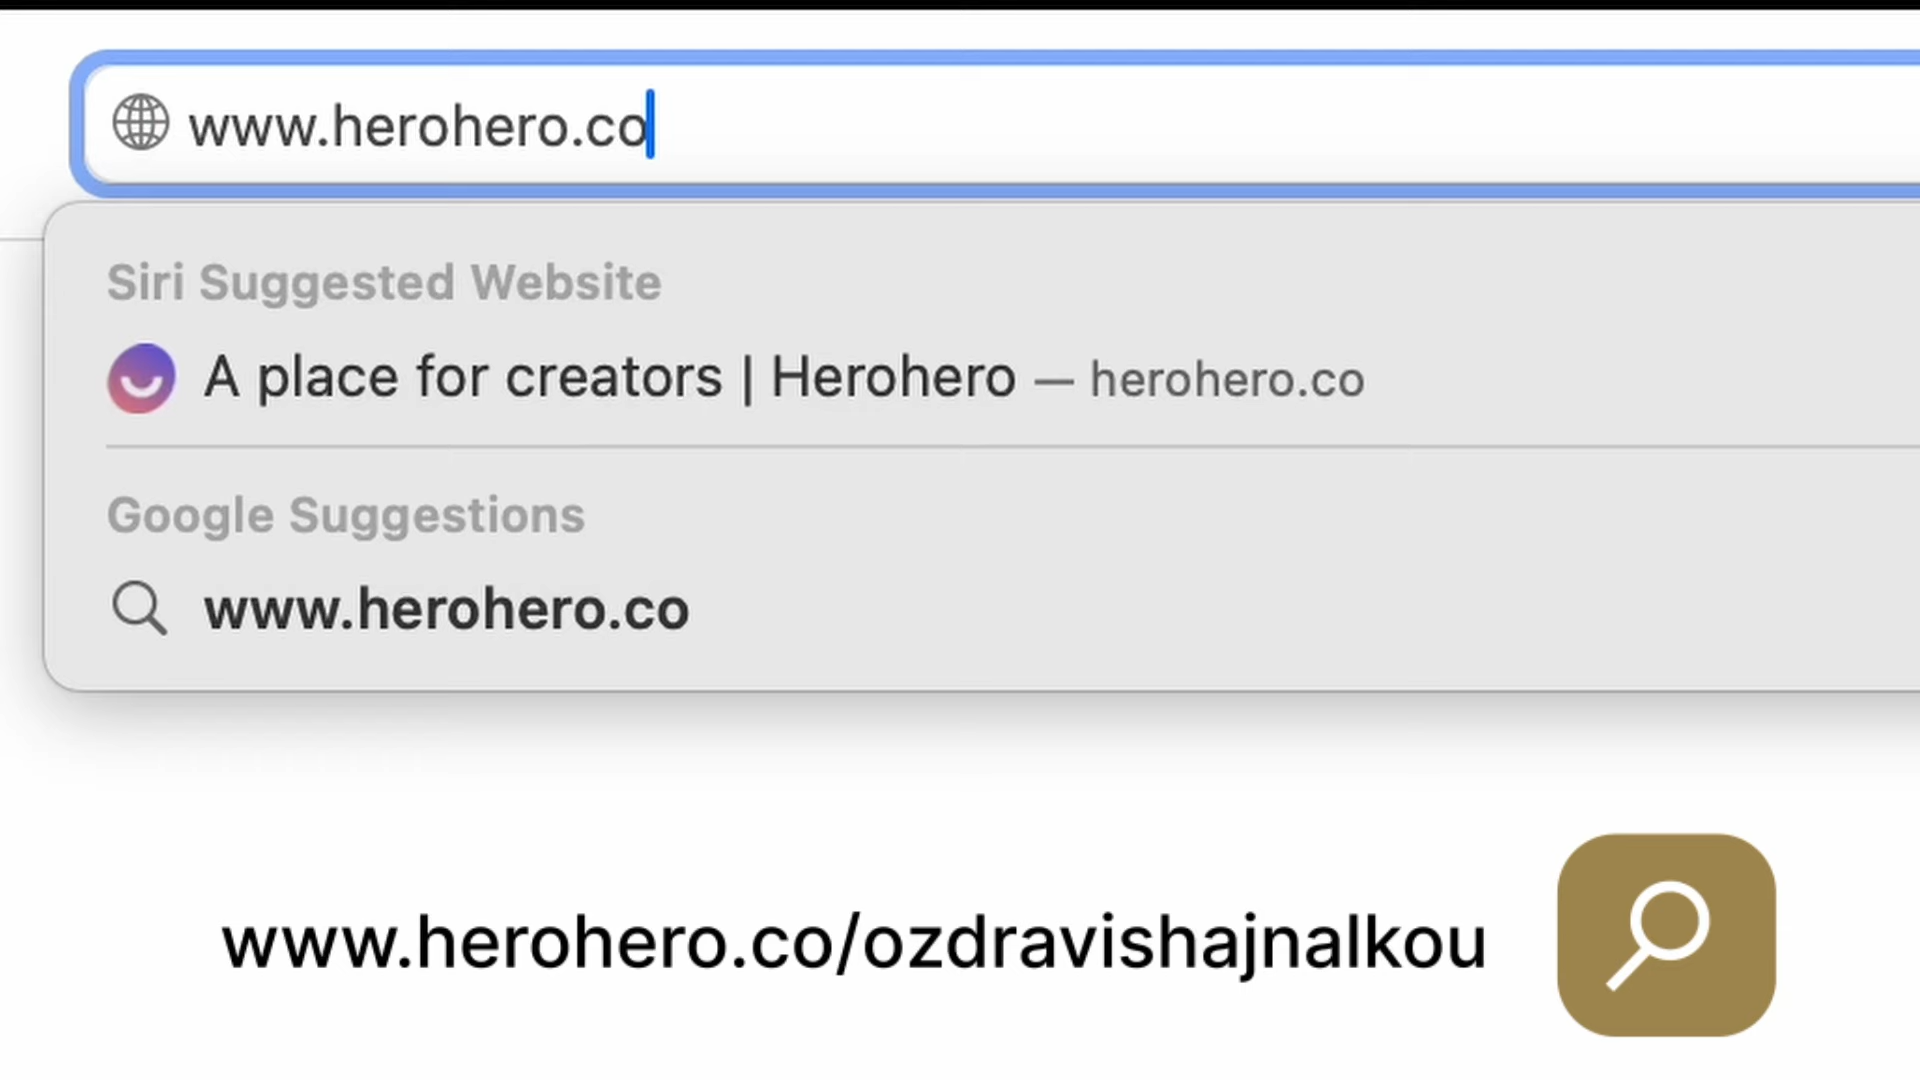 www.herohero.co
Siri Suggested Website
A place for creators | Herohero — herohero.co
Google Suggestions
www.herohero.co
www.herohero.co/ozdravishajnalkou